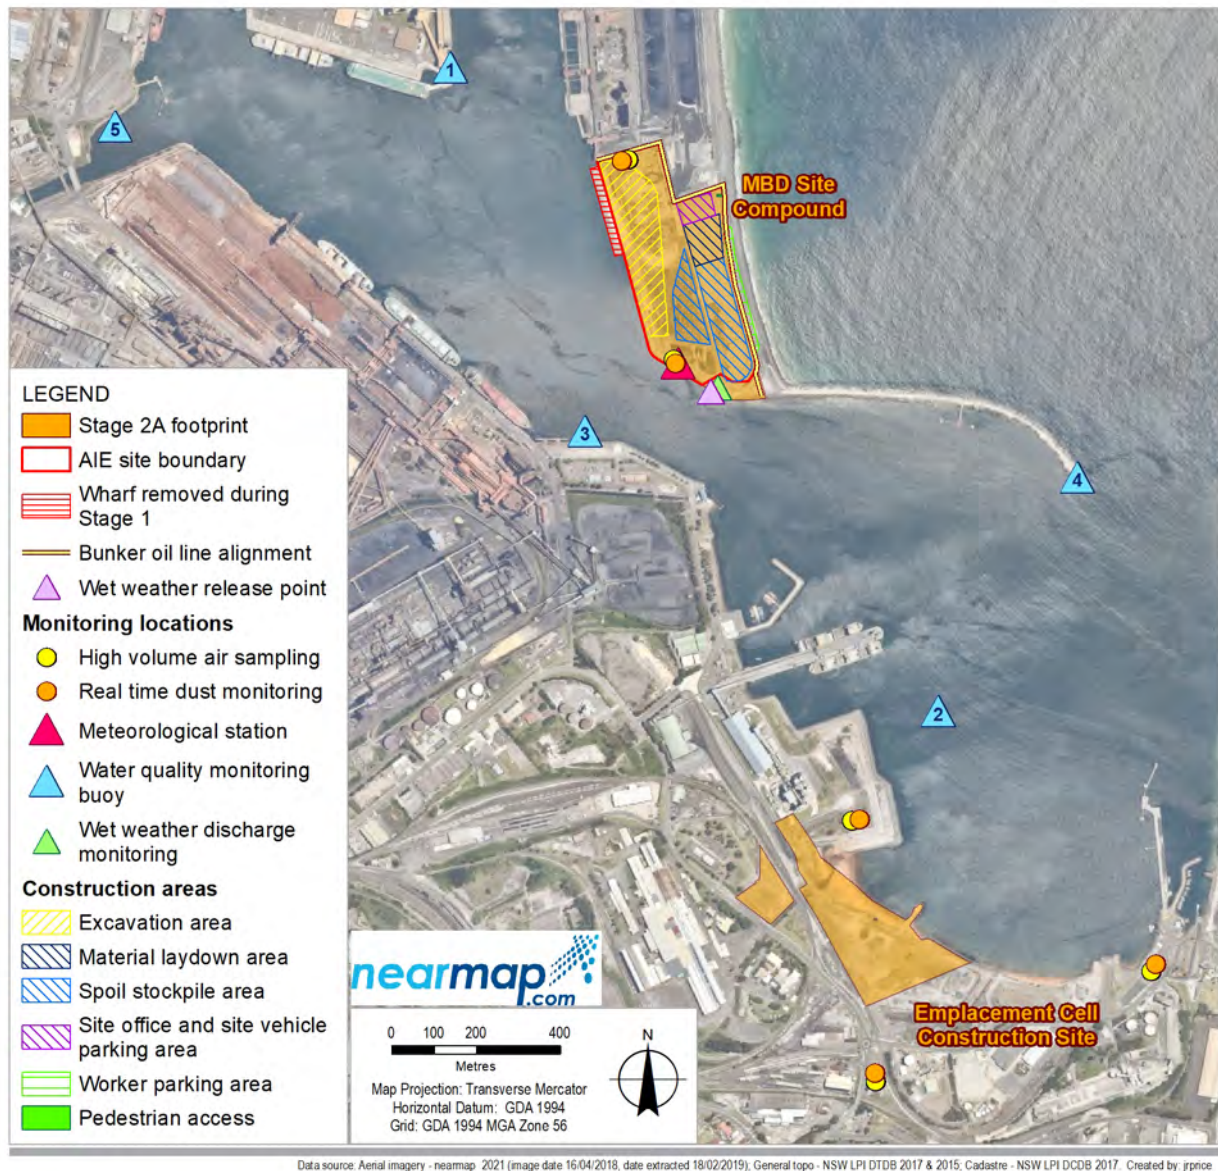 1
5
MBD Site
Compound
3
4
2
LEGEND
Stage 2A footprint
AIE site boundary
Wharf removed during
Stage 1
Bunker oil line alignment
Wet weather release point
Monitoring locations
High volume air sampling
Real time dust monitoring
Meteorological station
Water quality monitoring
buoy
Wet weather discharge
monitoring
Construction areas
Excavation area
Material laydown area
Spoil stockpile area
Site office and site vehicle
parking area
Worker parking area
Pedestrian access
nearmap
.com
Emplacement Cell
Construction Site
0 100 200 400
Metres
Map Projection: Transverse Mercator
Horizontal Datum: GDA 1994
Grid: GDA 1994 MGA Zone 56
N
Data source: Aerial imagery - nearmap 2021 (image date 16/04/2018, date extracted 18/02/2019); General topo - NSW LPI DTDB 2017 & 2015; Cadastre - NSW LPI DCDB 2017. Created by: jrprice